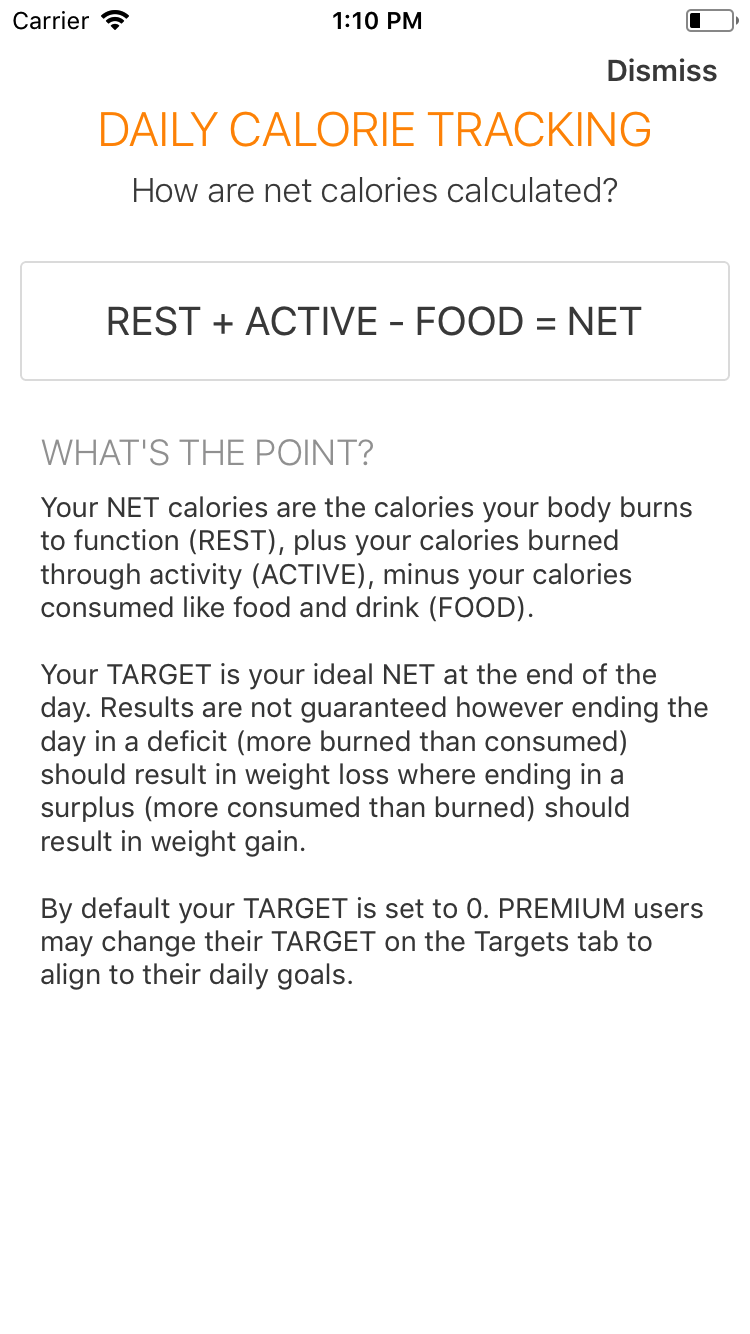 Carrier
1:10 PM
Dismiss
DAILY CALORIE TRACKING
How are net calories calculated?
REST + ACTIVE - FOOD = NET
WHAT'S THE POINT?
Your NET calories are the calories your body burns
to function (REST), plus your calories burned
through activity (ACTIVE), minus your calories
consumed like food and drink (FOOD).
Your TARGET is your ideal NET at the end of the
day. Results are not guaranteed however ending the
day in a deficit (more burned than consumed)
should result in weight loss where ending in a
surplus (more consumed than burned) should
result in weight gain.
By default your TARGET is set to 0. PREMIUM users
may change their TARGET on the Targets tab to
align to their daily goals.